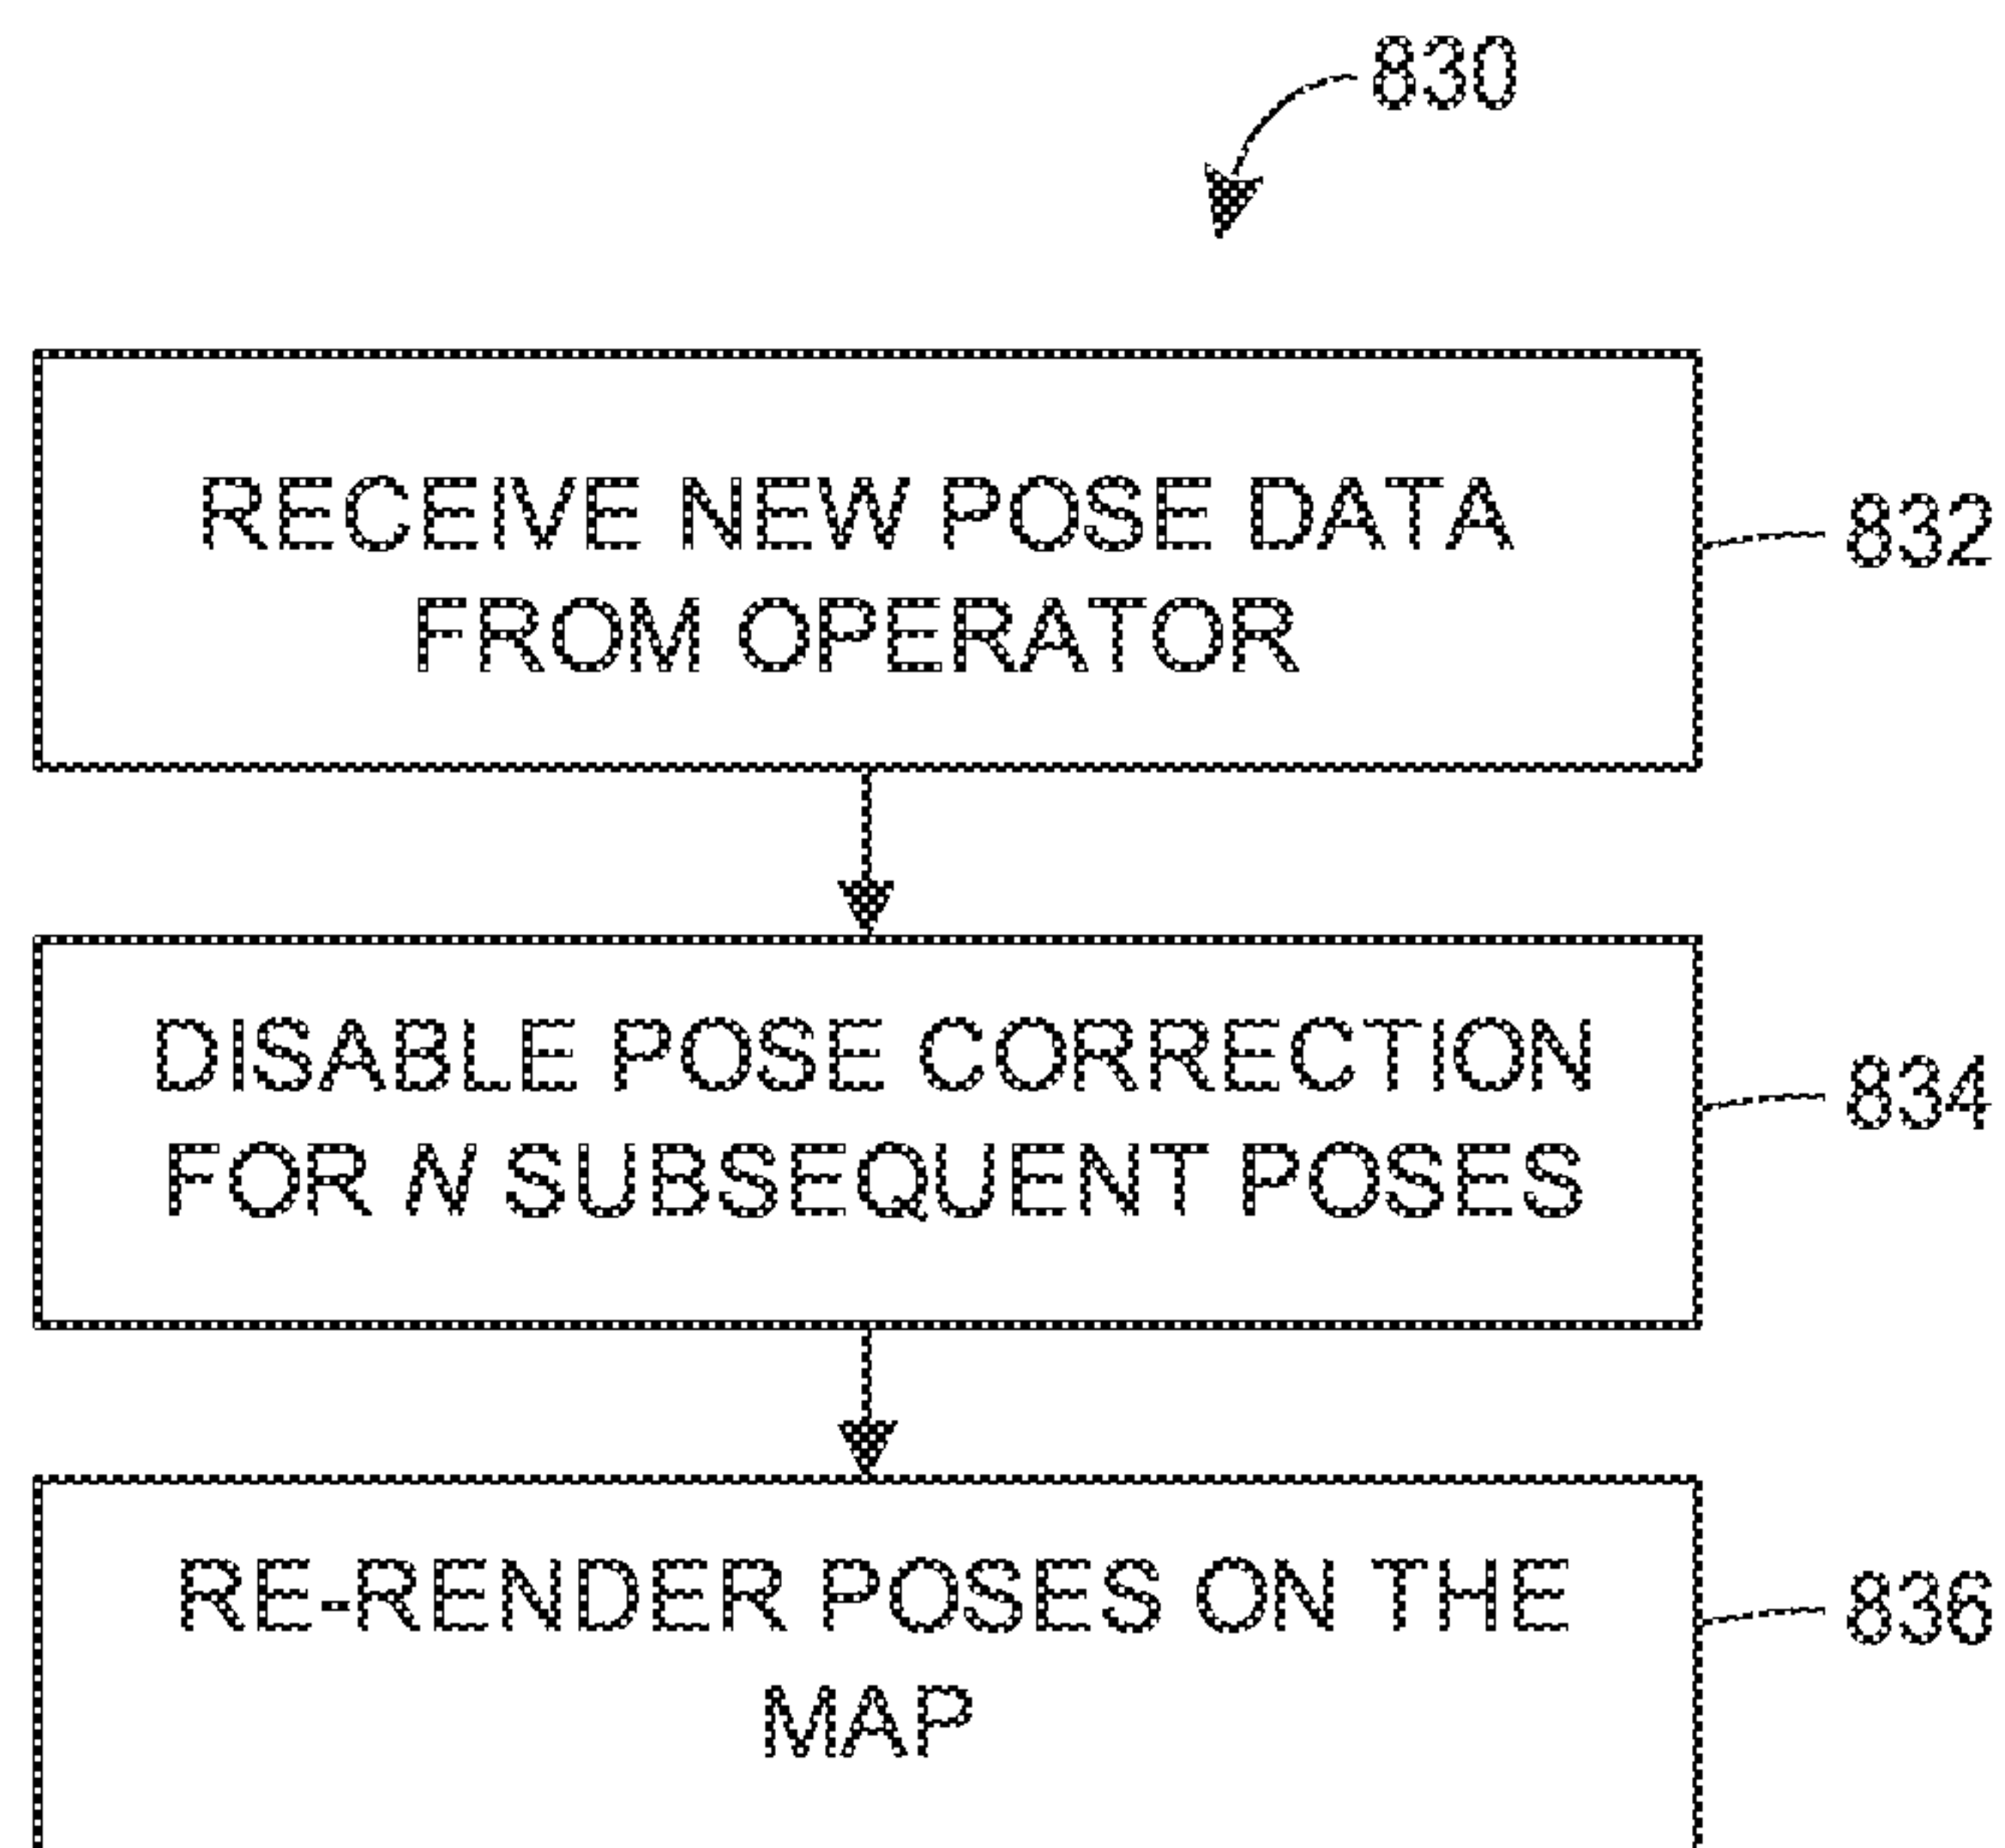 830
RECEIVE NEW POSE DATA
FROM OPERATOR
832
DISABLE POSE CORRECTION
FOR N SUBSEQUENT POSES
834
RE-RENDER POSES ON THE
MAP
836